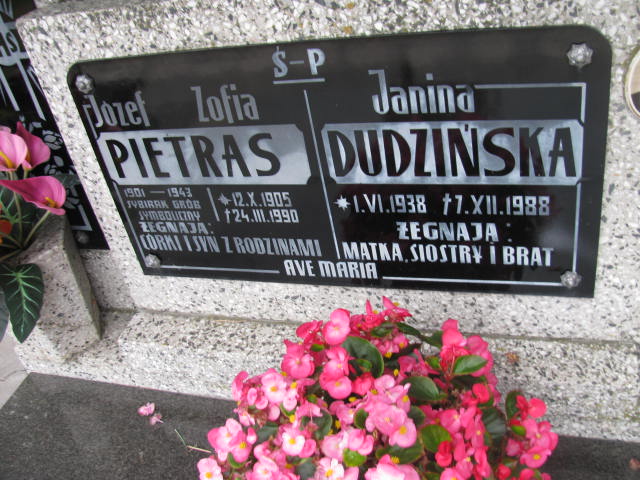 Ś-P
Józef Zofia
PIETRAS
1901 - 1943
SYBIRAK GRÓB
SYMBOLICZNY
*12.X.1905
†24.III.1990
ŻEGNAJĄ:
CÓRKI I SYN Z RODZINAMI
Janina
DUDZIŃSKA
*1.VI.1938 †7.XII.1988
ŻEGNAJĄ:
MATKA, SIOSTRY I BRAT
AVE MARIA